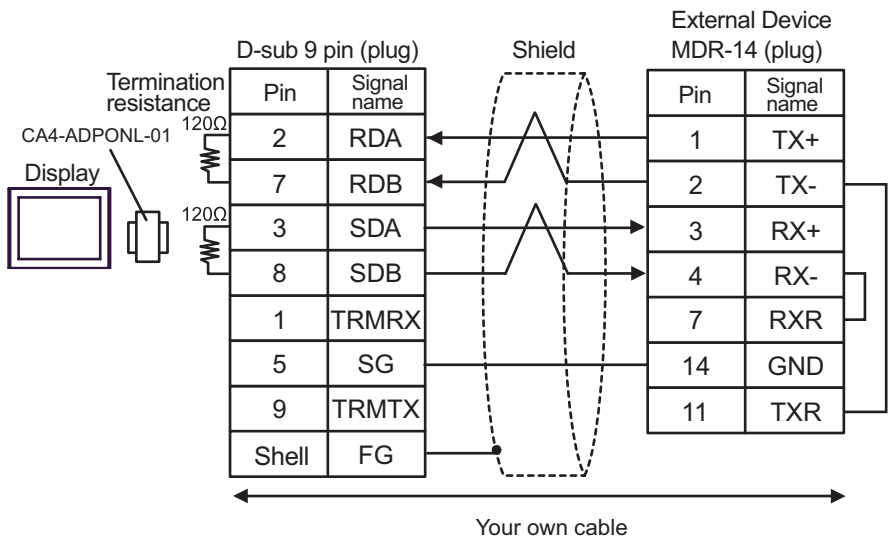 External Device
D-sub 9 pin (plug)
Shield
MDR-14 (plug)
Termination
resistance
CA4-ADPONL-01
Display
120Ω
120Ω
Pin Signal name
2 RDA
7 RDB
3 SDA
8 SDB
1 TRMRX
5 SG
9 TRMTX
Shell FG
Pin Signal name
1 TX+
2 TX-
3 RX+
4 RX-
7 RXR
14 GND
11 TXR
Your own cable